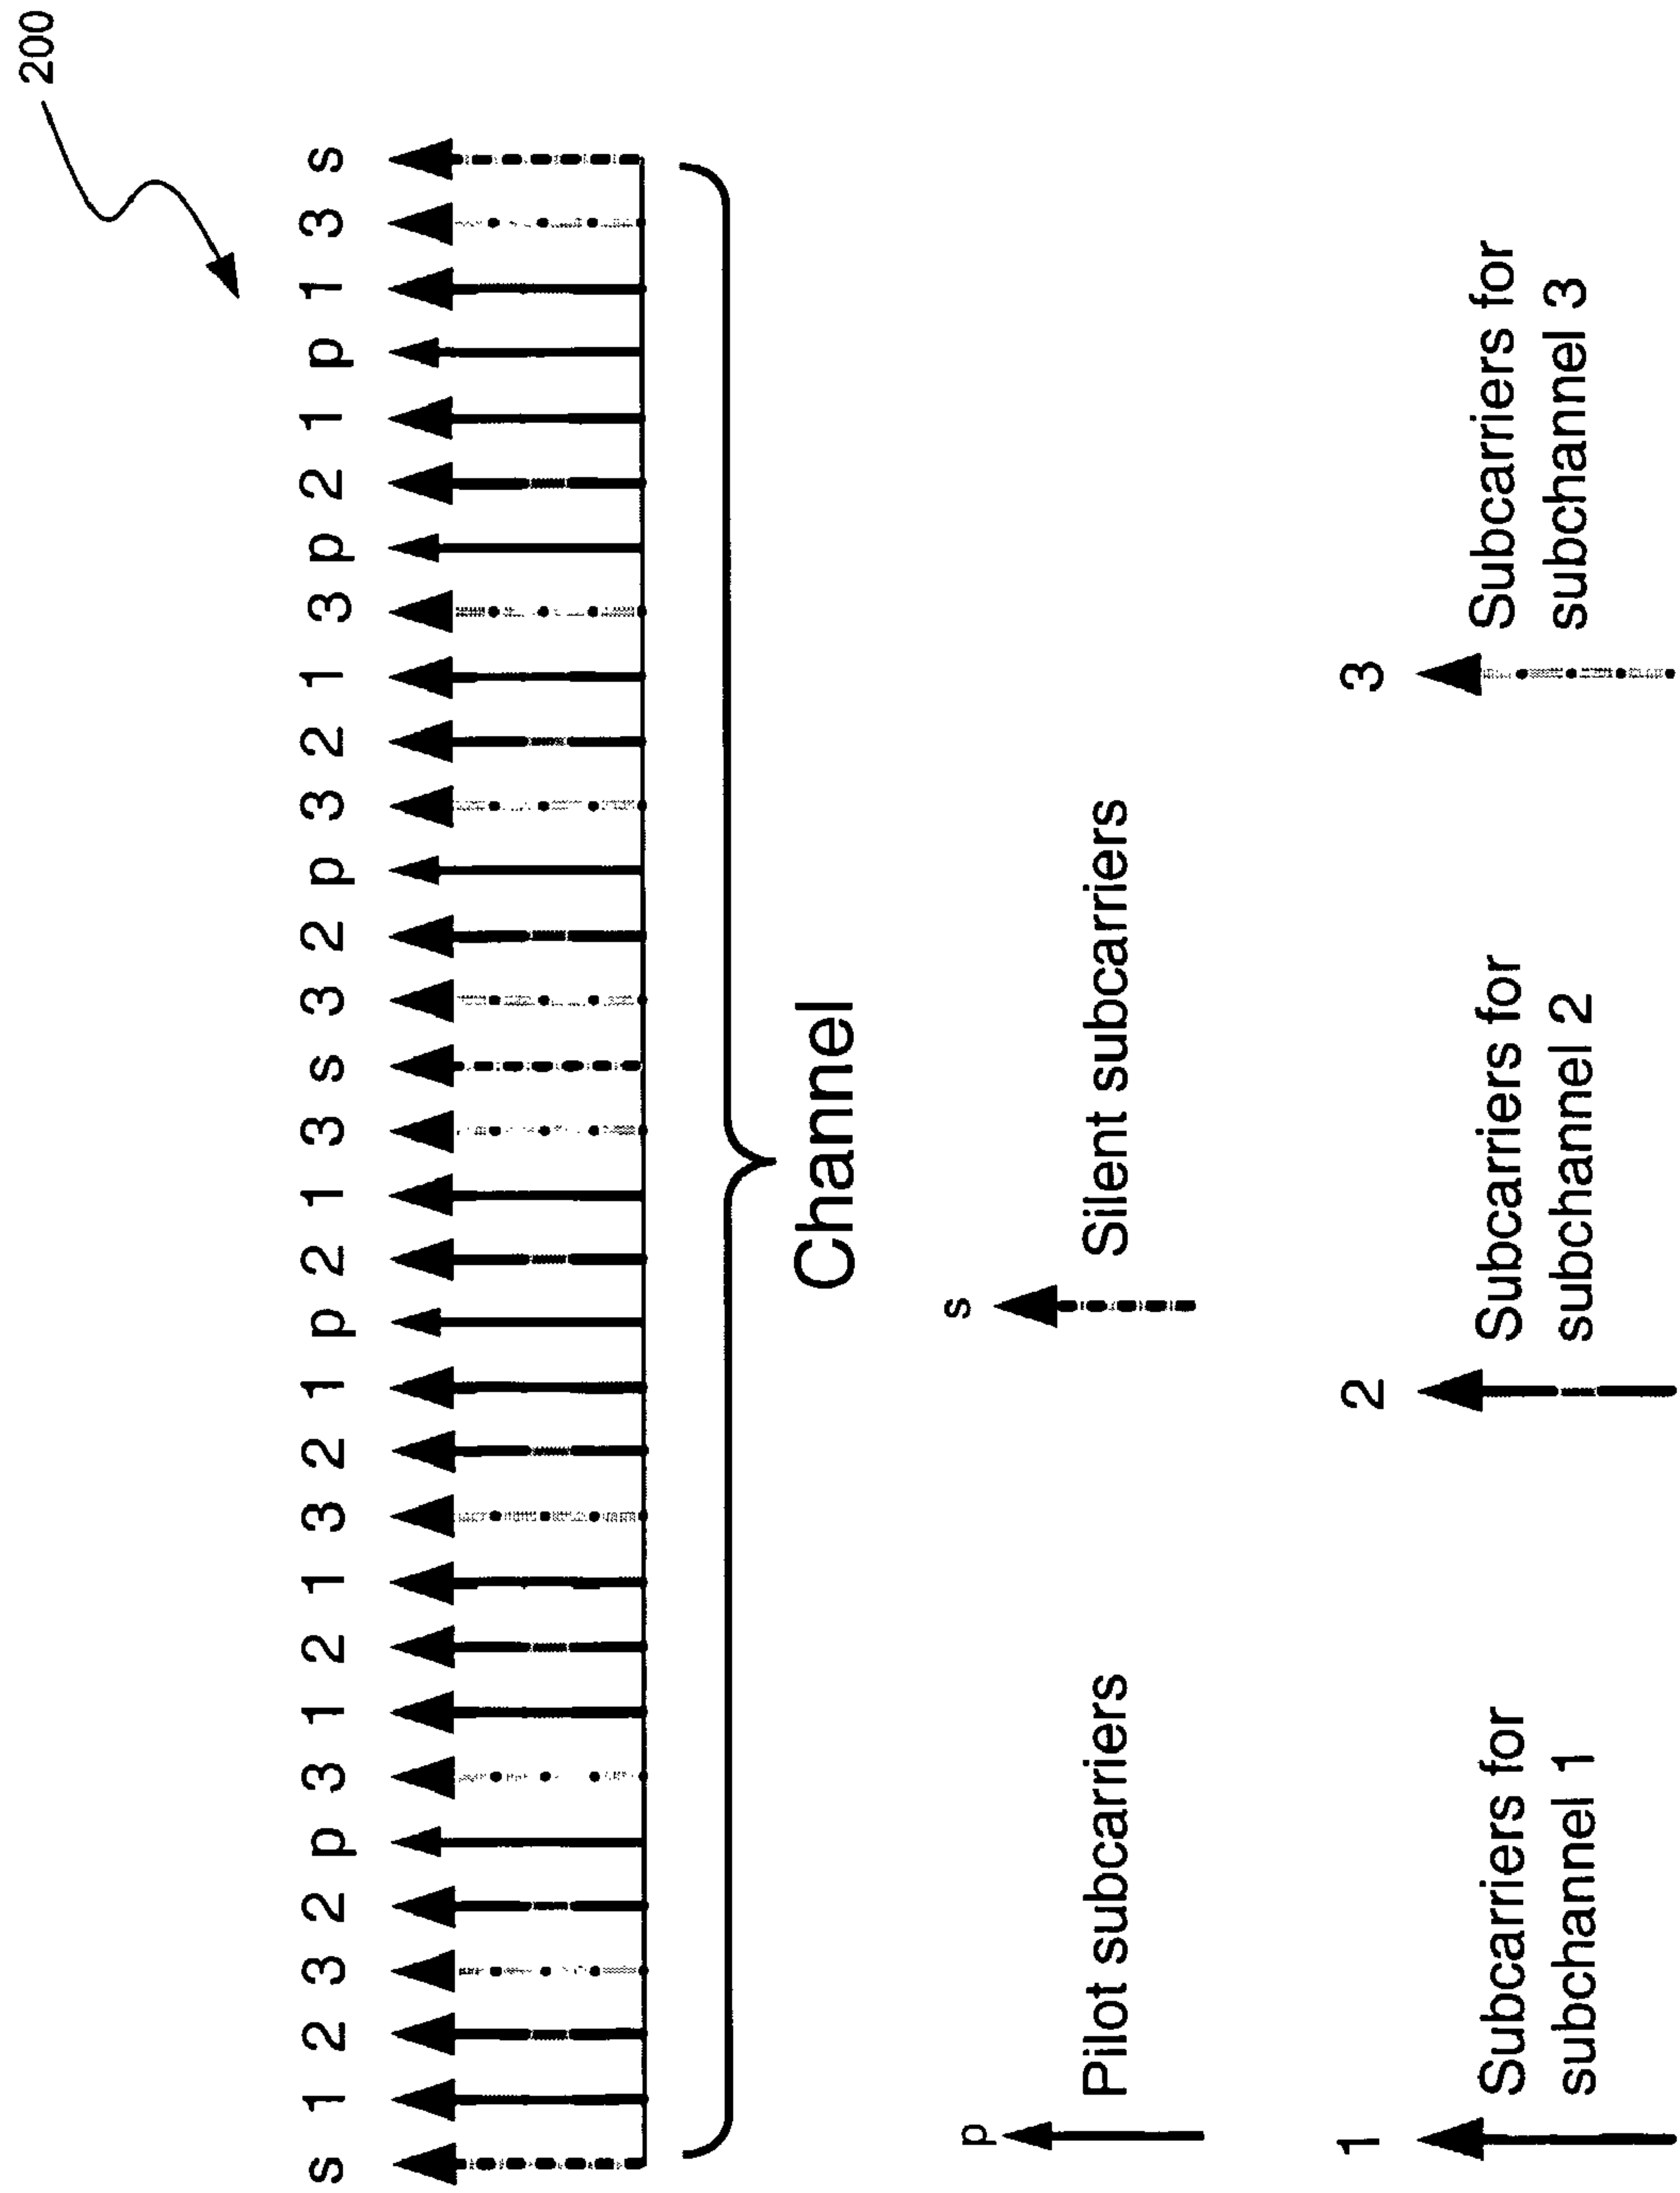 200
s 1 2 3 2 p 3 1 2 1 3 2 1 p 2 1 3 s 3 2 p 3 2 1 3 p 2 1 p 1 3 s
Channel
p
Pilot subcarriers
s
Silent subcarriers
1
Subcarriers for
subchannel 1
2
Subcarriers for
subchannel 2
3
Subcarriers for
subchannel 3